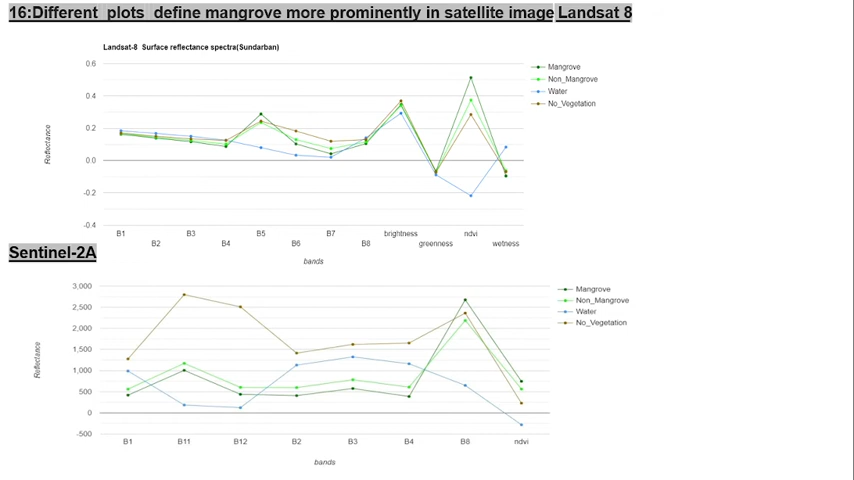 16:Different plots define mangrove more prominently in satellite image Landsat 8
Landsat-8 Surface reflectance spectra(Sundarban)
0.6
0.4
0.2
0.0
-0.2
-0.4
Reflectance
Mangrove
Non_Mangrove
Water
No_Vegetation
B1
B2
B3
B4
B5
B6
B7
B8
brightness
greenness
ndvi
wetness
bands
Sentinel-2A
3,000
2,500
2,000
1,500
1,000
500
0
-500
Reflectance
Mangrove
Non_Mangrove
Water
No_Vegetation
B1
B11
B12
B2
B3
B4
B8
ndvi
bands